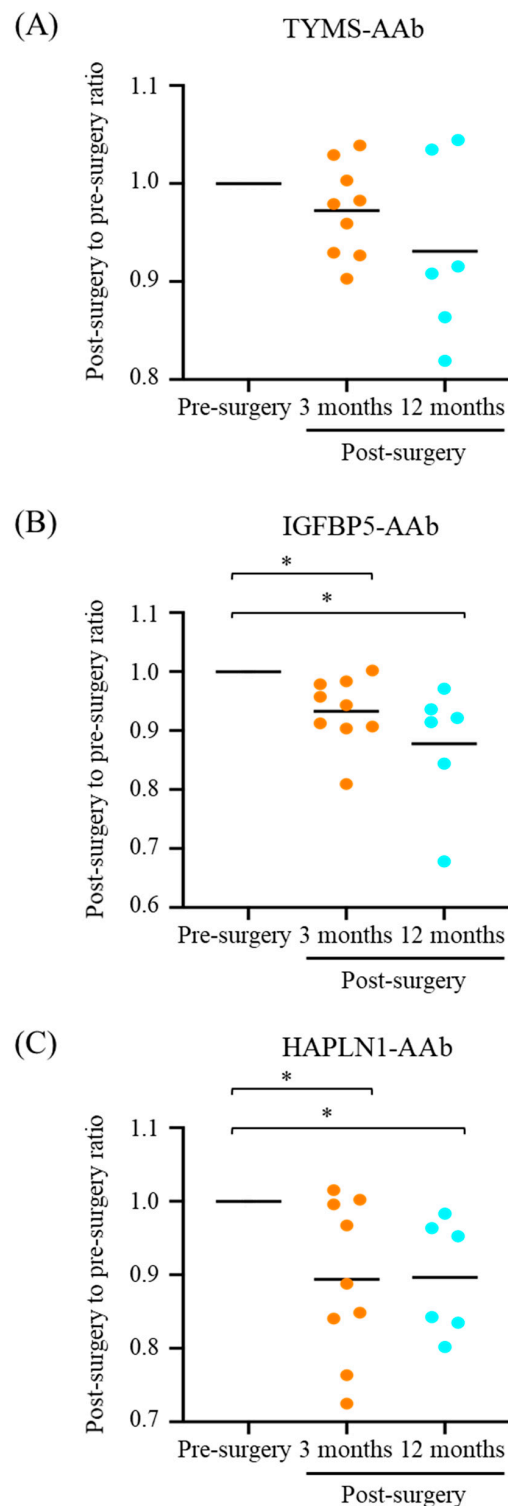 (A)
TYMS-AAb
Post-surgery to pre-surgery ratio
1.1
1.0
0.9
0.8
Pre-surgery 3 months 12 months
Post-surgery
(B)
IGFBP5-AAb
*
*
Post-surgery to pre-surgery ratio
1.1
1.0
0.9
0.8
0.7
0.6
Pre-surgery 3 months 12 months
Post-surgery
(C)
HAPLN1-AAb
*
*
Post-surgery to pre-surgery ratio
1.1
1.0
0.9
0.8
0.7
Pre-surgery 3 months 12 months
Post-surgery